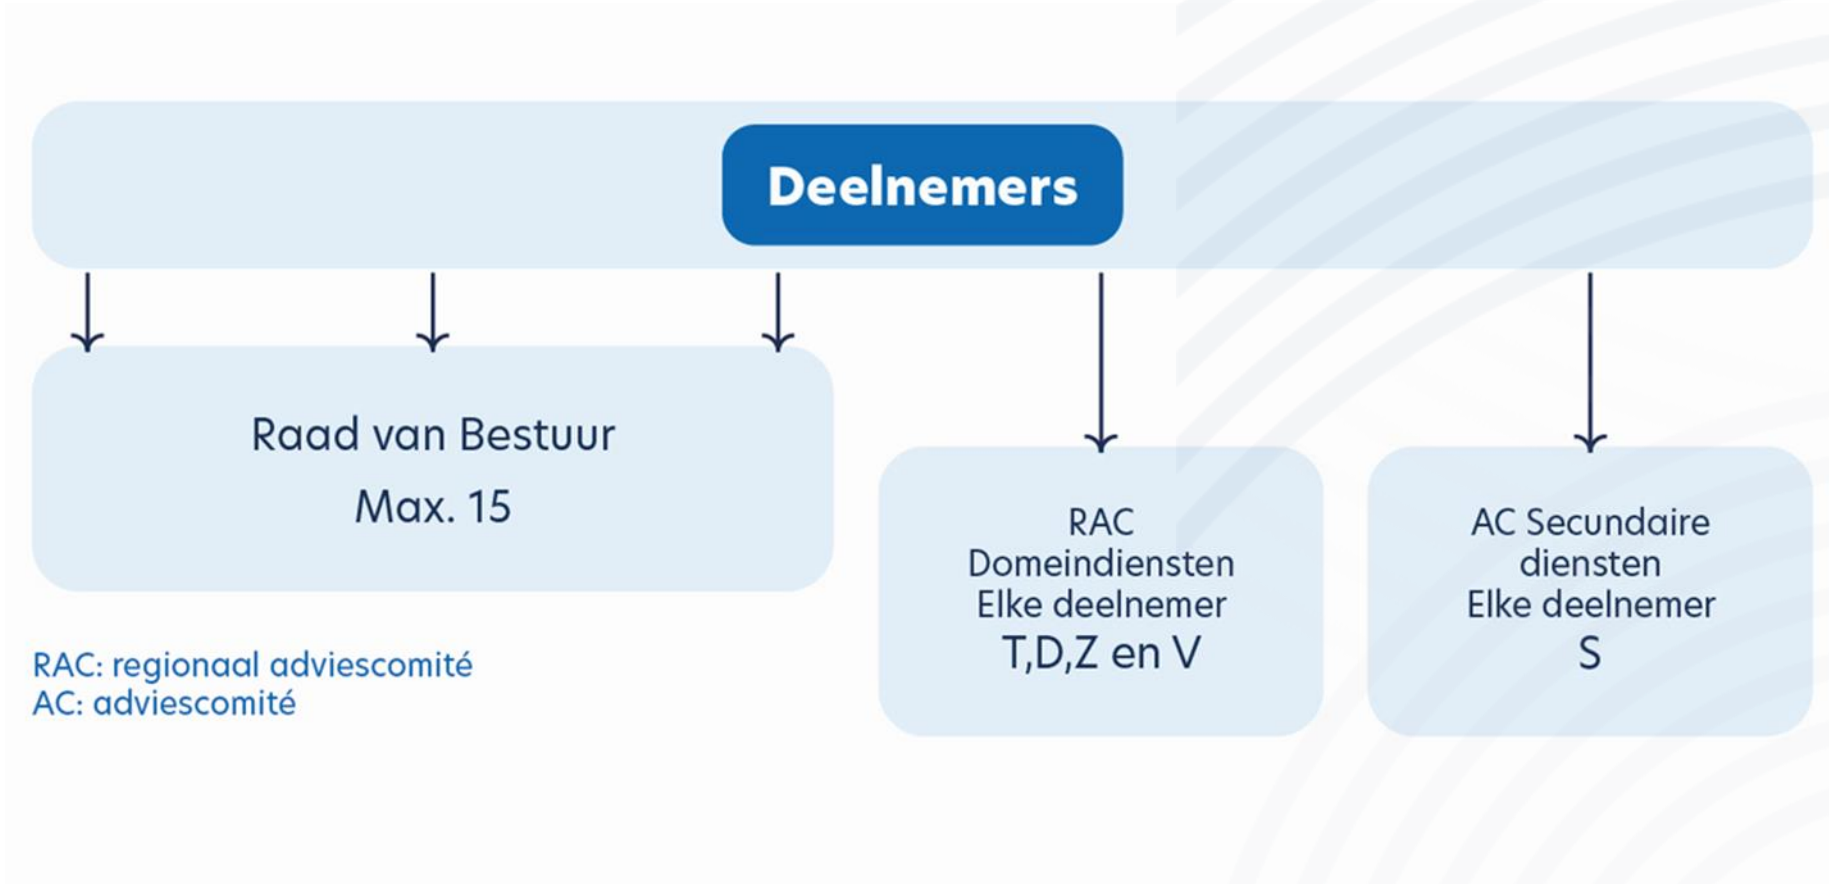 Deelnemers
Raad van Bestuur
Max. 15
RAC
Domeindiensten
Elke deelnemer
T,D,Z en V
AC Secundaire
diensten
Elke deelnemer
S
RAC: regionaal adviescomité
AC: adviescomité